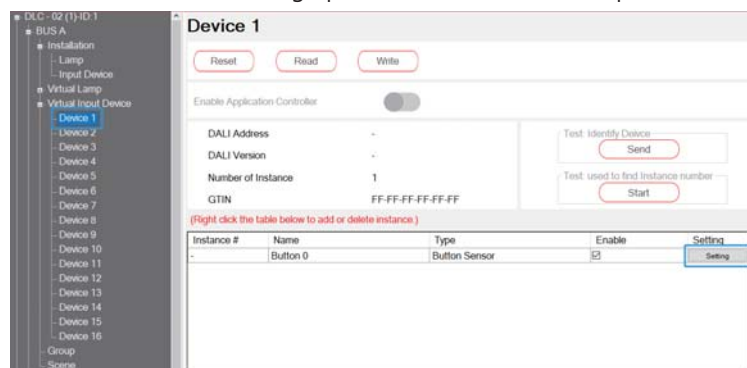 DLC - 02 (1)-ID:1
BUS A
Installation
Lamp
Input Device
Virtual Lamp
Virtual Input Device
Device 1
Device 2
Device 3
Device 4
Device 5
Device 6
Device 7
Device 8
Device 9
Device 10
Device 11
Device 12
Device 13
Device 14
Device 15
Device 16
Group
Scene
Device 1
Reset Read Write
Enable Application Controller
DALI Address -
DALI Version -
Number of Instance 1
GTIN FF-FF-FF-FF-FF-FF
Test: Identify Deivce
Send
Test: used to find Instance number
Start
(Right click the table below to add or delete instance.)
Instance # Name Type Enable Setting
- Button 0 Button Sensor Setting